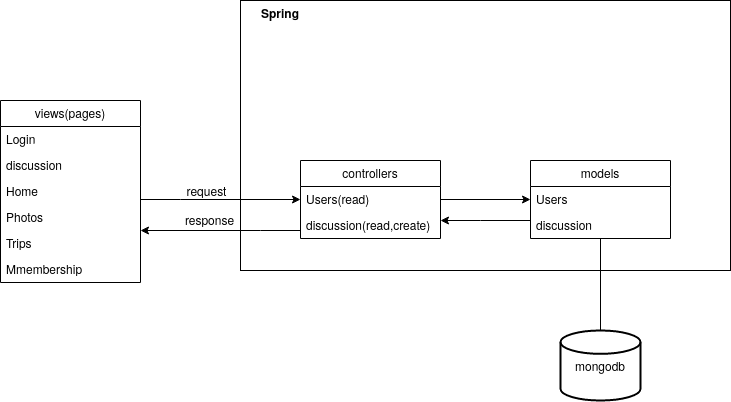 Spring
views(pages)
Login
discussion
Home
Photos
Trips
Mmembership
request
response
controllers
Users(read)
discussion(read,create)
models
Users
discussion
mongodb